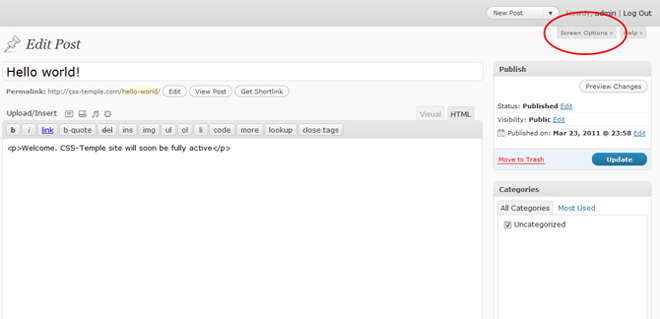 New Post Howdy, admin | Log Out
Screen Options Help
Edit Post
Hello world!
Permalink: http://css-temple.com/hello-world/ Edit View Post Get Shortlink
Upload/Insert Visual HTML
b i link b-quote del ins img ul ol li code more lookup close tags
<p>Welcome. CSS-Temple site will soon be fully active</p>
Publish
Preview Changes
Status: Published Edit
Visibility: Public Edit
Published on: Mar 23, 2011 @ 23:58 Edit
Move to Trash Update
Categories
All Categories Most Used
Uncategorized